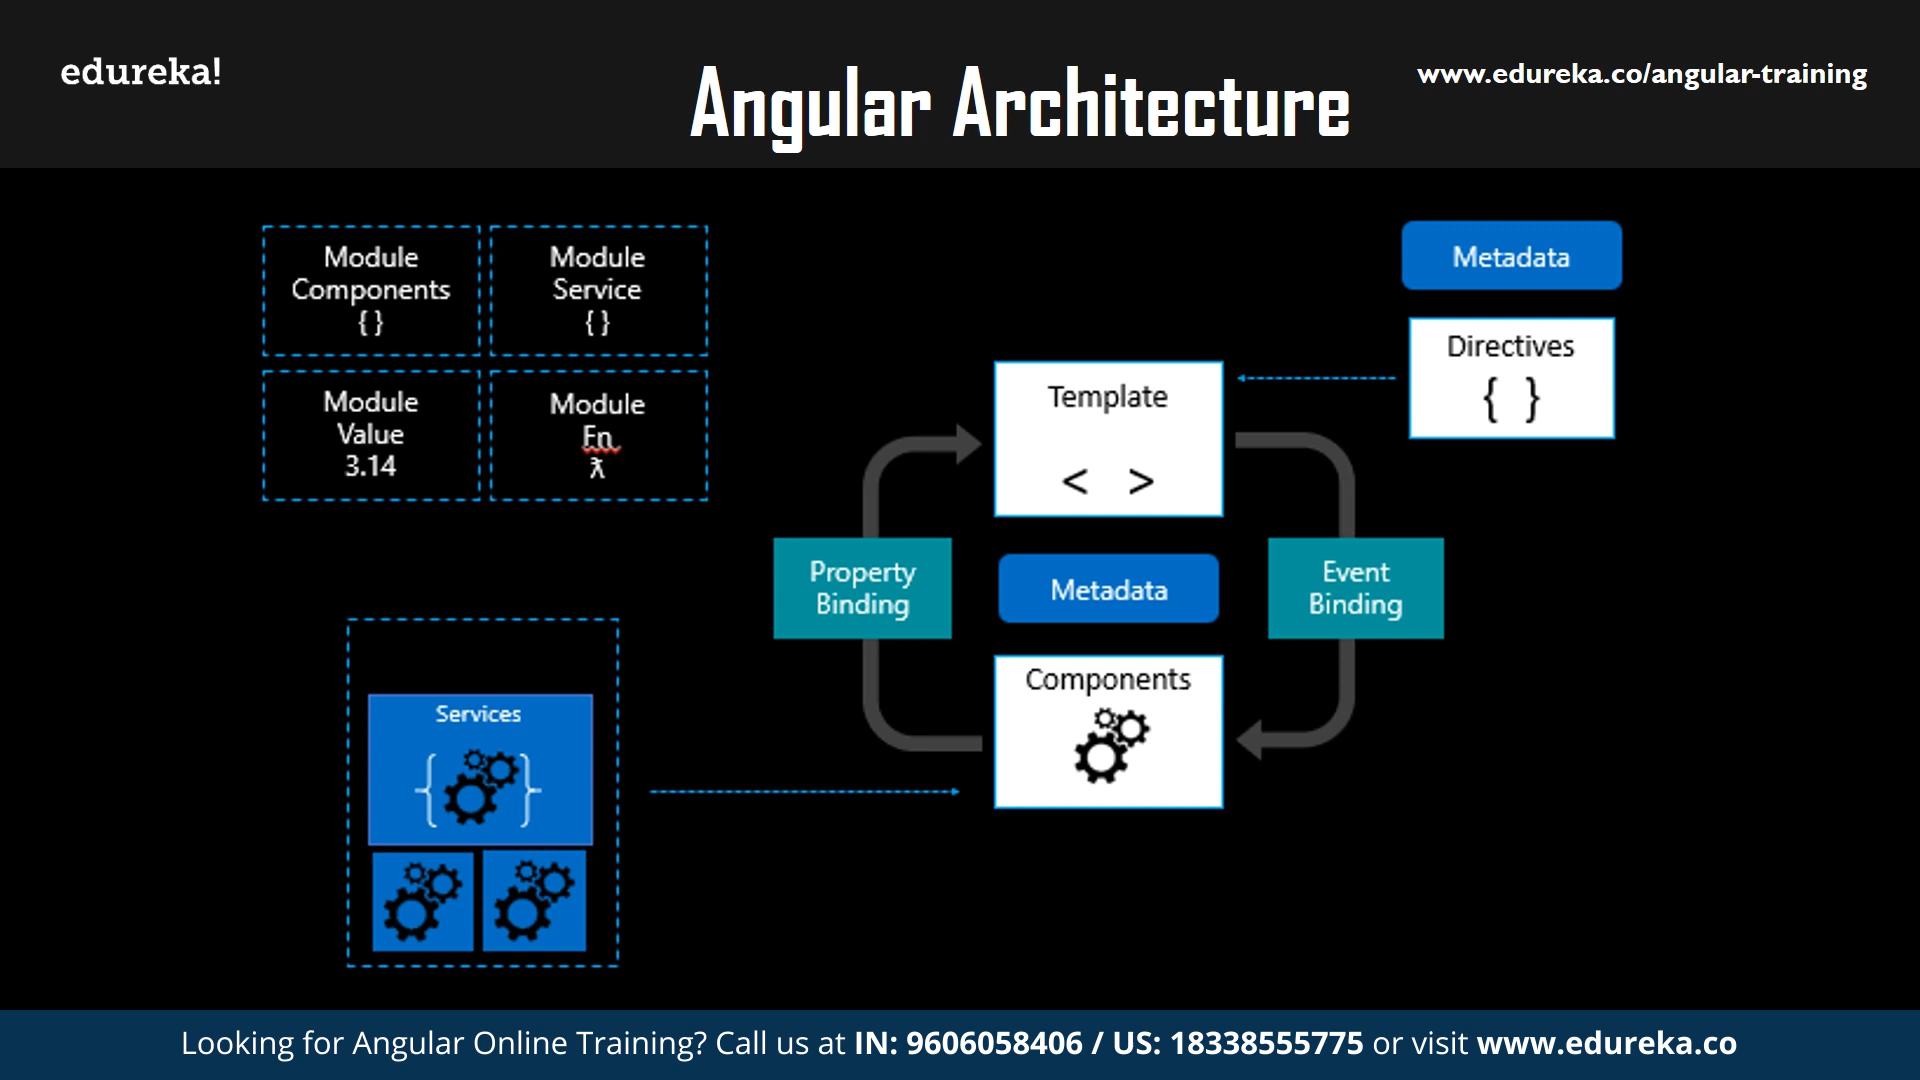 edureka!
Angular Architecture
www.edureka.co/angular-training
Module
Components
{ }
Module
Service
{ }
Module
Value
3.14
Module
Fn
λ
Metadata
Directives
{ }
Template
< >
Property
Binding
Metadata
Event
Binding
Components
Services
{ }
Looking for Angular Online Training? Call us at IN: 9606058406 / US: 18338555775 or visit www.edureka.co